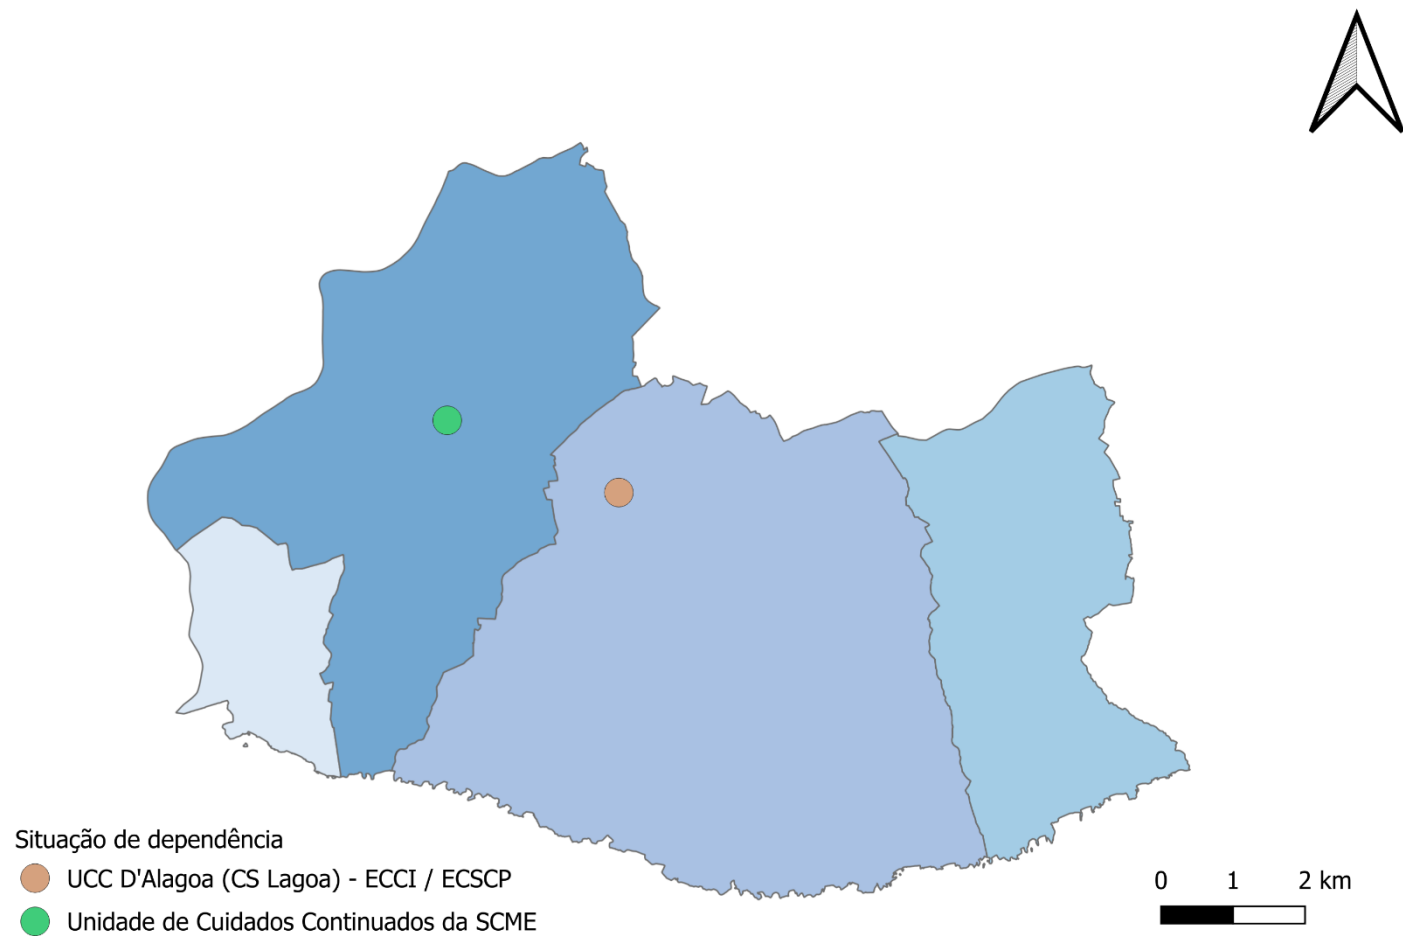 Situação de dependência
UCC D'Alagoa (CS Lagoa) - ECCI / ECSCP
Unidade de Cuidados Continuados da SCME
0 1 2 km